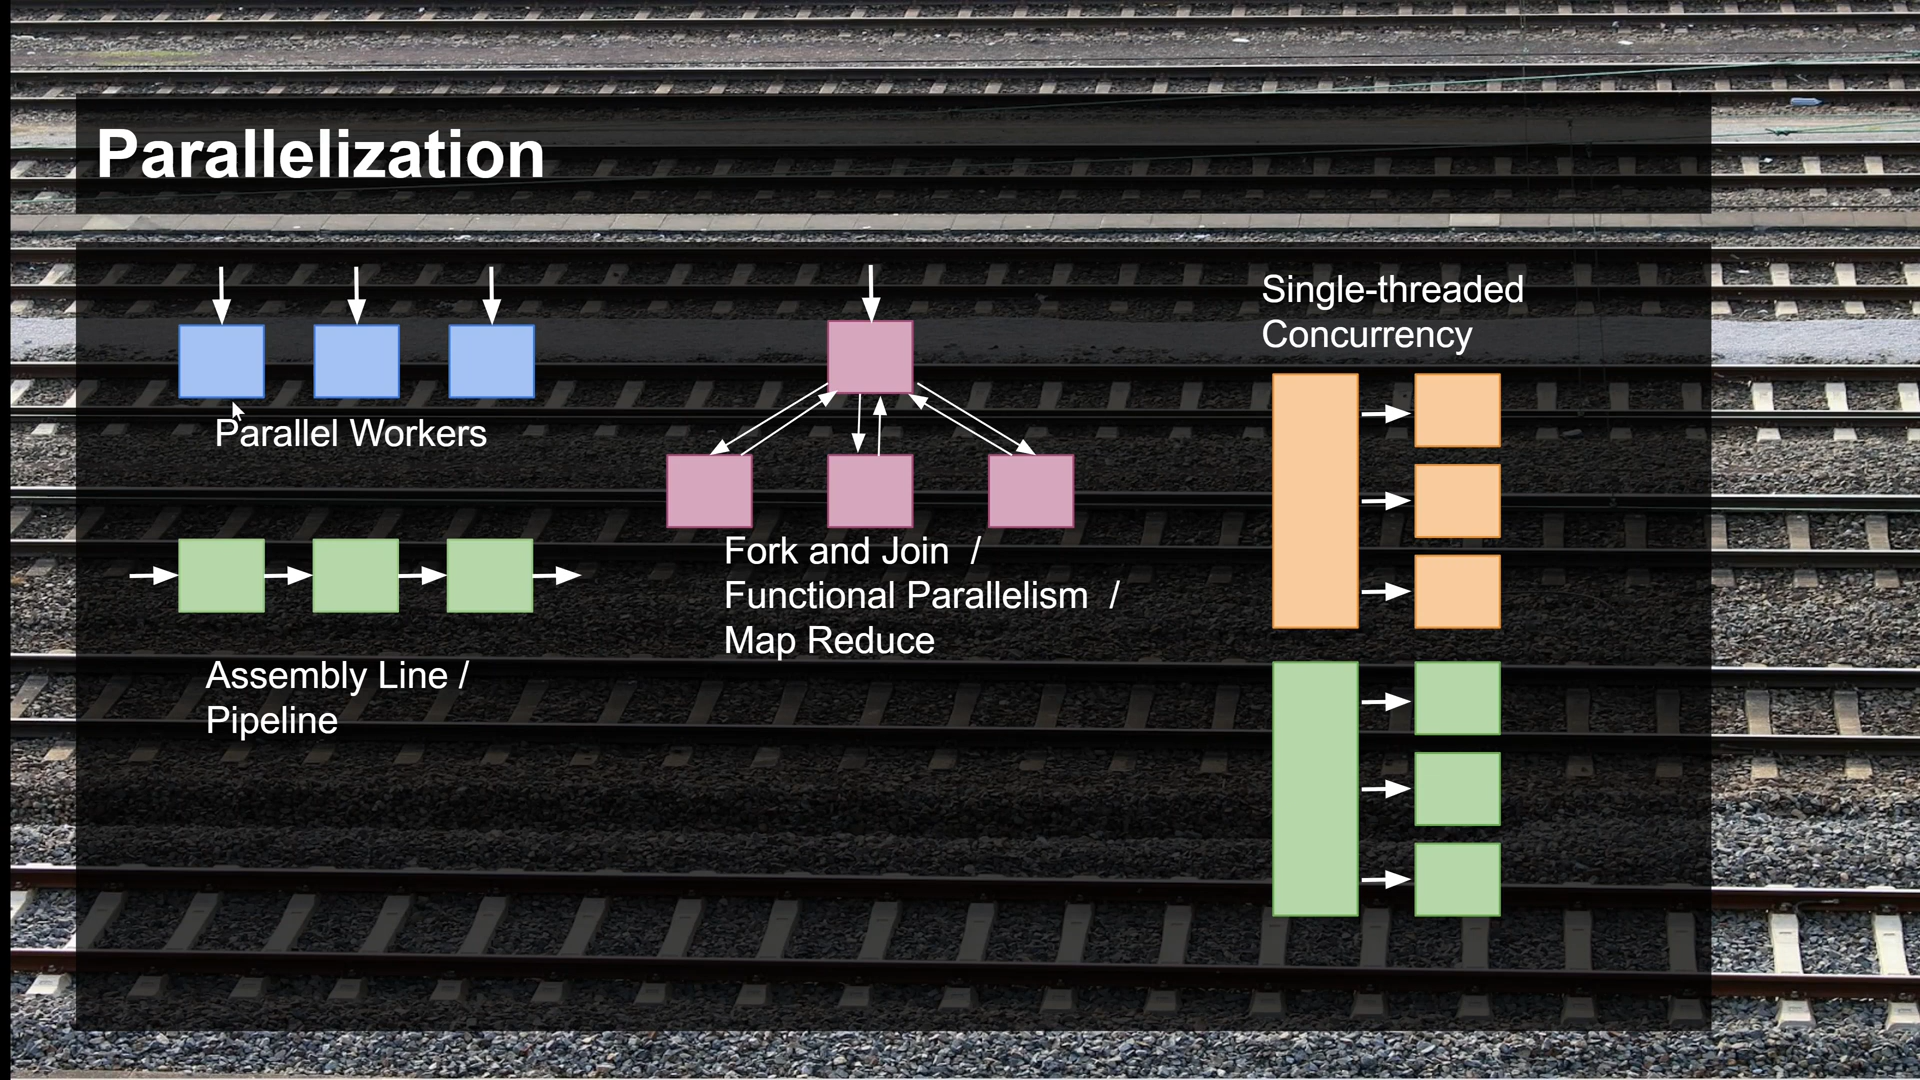 Parallelization
Parallel Workers
Assembly Line /
Pipeline
Fork and Join  /
Functional Parallelism  /
Map Reduce
Single-threaded
Concurrency